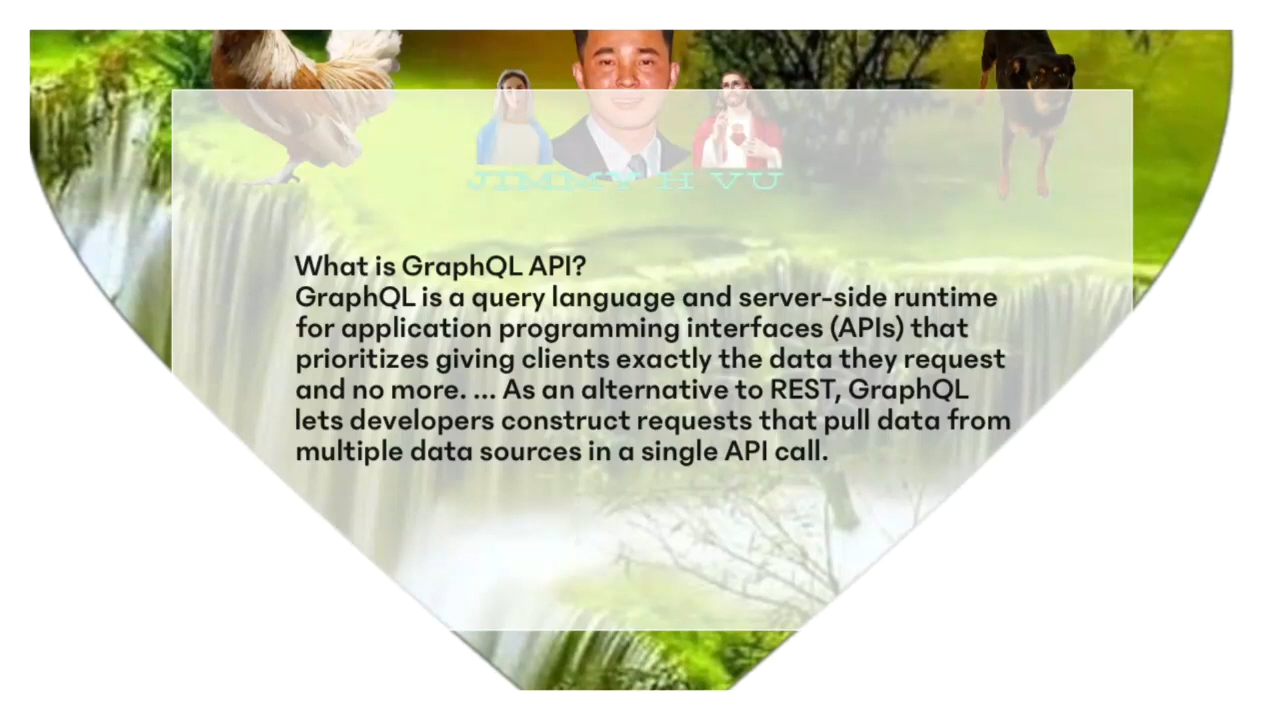 JIMMY H VU
What is GraphQL API?
GraphQL is a query language and server-side runtime
for application programming interfaces (APIs) that
prioritizes giving clients exactly the data they request
and no more. ... As an alternative to REST, GraphQL
lets developers construct requests that pull data from
multiple data sources in a single API call.